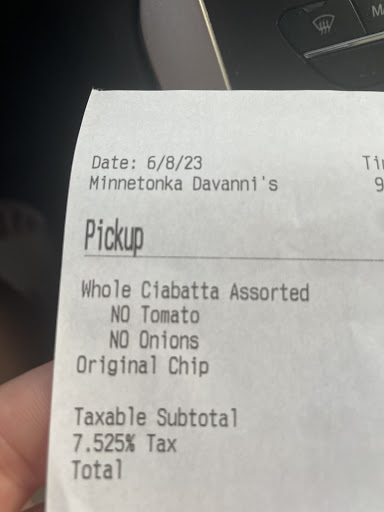 Date: 6/8/23
Minnetonka Davanni's
9
Pickup
Whole Ciabatta Assorted
NO Tomato
NO Onions
Original Chip
Taxable Subtotal
7.525% Tax
Total